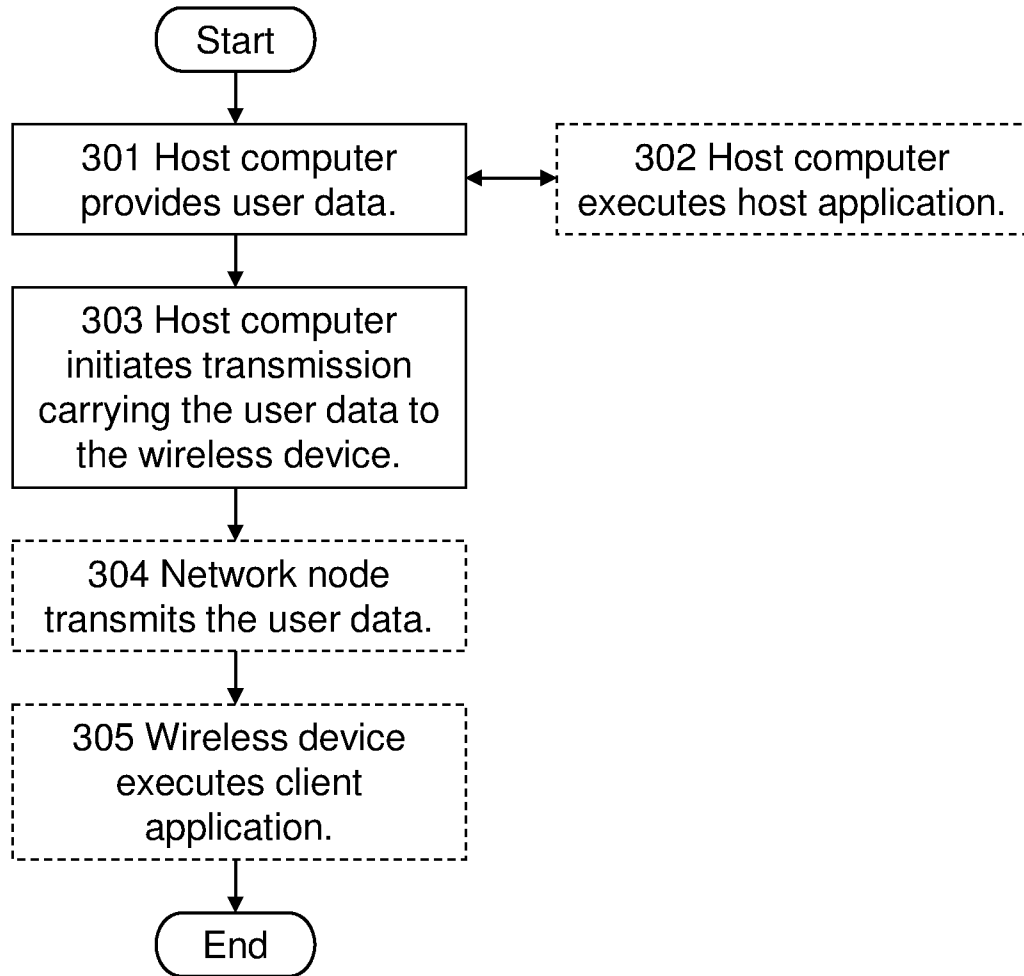 Start
301 Host computer
provides user data.
302 Host computer
executes host application.
303 Host computer
initiates transmission
carrying the user data to
the wireless device.
304 Network node
transmits the user data.
305 Wireless device
executes client
application.
End